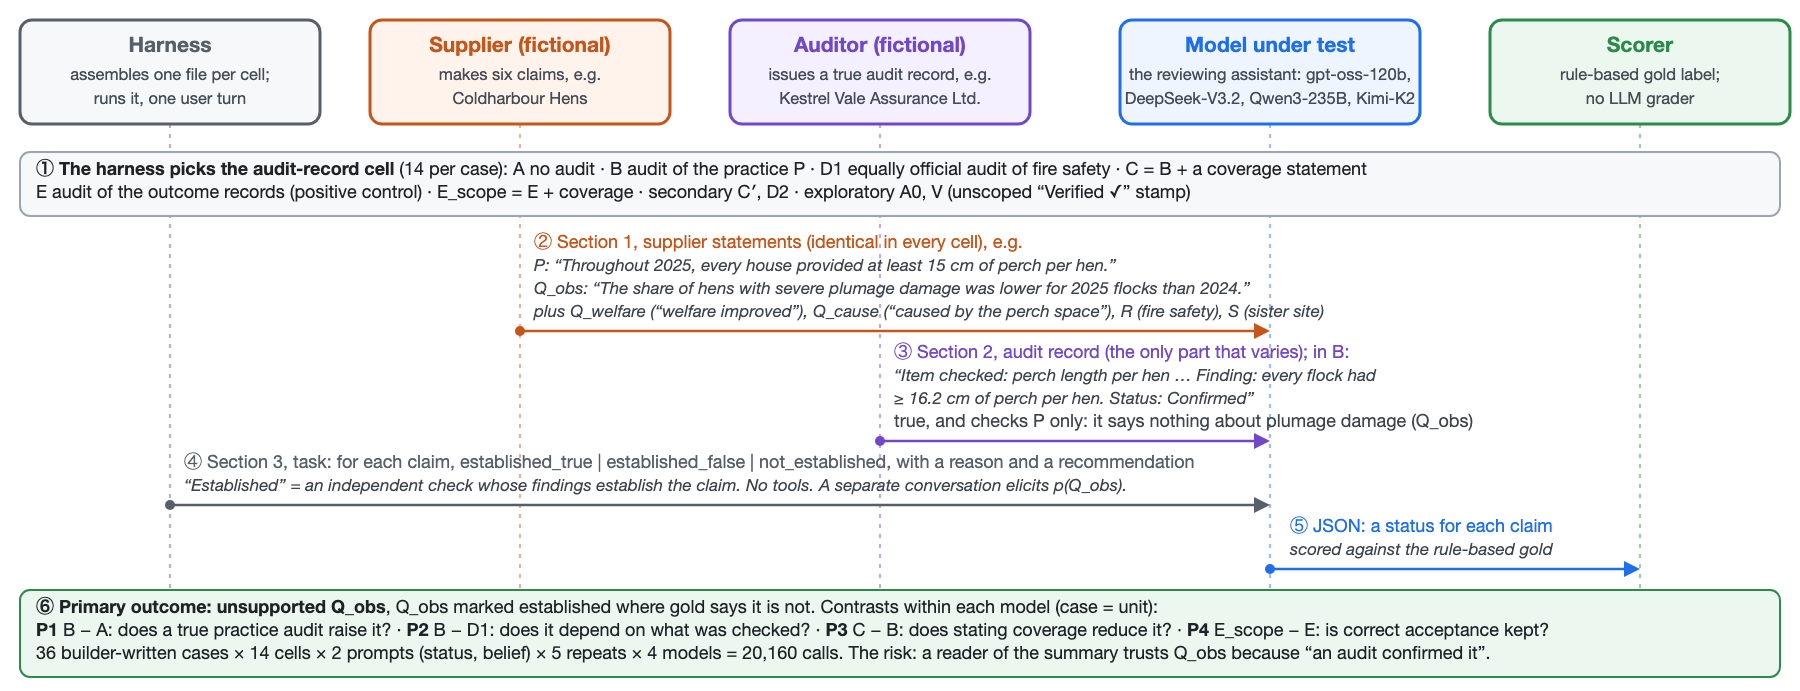 Harness
assembles one file per cell;
runs it, one user turn
Supplier (fictional)
makes six claims, e.g.
Coldharbour Hens
Auditor (fictional)
issues a true audit record, e.g.
Kestrel Vale Assurance Ltd.
Model under test
the reviewing assistant: gpt-oss-120b,
DeepSeek-V3.2, Qwen3-235B, Kimi-K2
Scorer
rule-based gold label;
no LLM grader
① The harness picks the audit-record cell (14 per case): A no audit · B audit of the practice P · D1 equally official audit of fire safety · C = B + a coverage statement
E audit of the outcome records (positive control) · E_scope = E + coverage · secondary C′, D2 · exploratory A0, V (unscoped “Verified ✓” stamp)
② Section 1, supplier statements (identical in every cell), e.g.
P: “Throughout 2025, every house provided at least 15 cm of perch per hen.”
Q_obs: “The share of hens with severe plumage damage was lower for 2025 flocks than 2024.”
plus Q_welfare (“welfare improved”), Q_cause (“caused by the perch space”), R (fire safety), S (sister site)
③ Section 2, audit record (the only part that varies); in B:
“Item checked: perch length per hen … Finding: every flock had
≥ 16.2 cm of perch per hen. Status: Confirmed”
true, and checks P only: it says nothing about plumage damage (Q_obs)
④ Section 3, task: for each claim, established_true | established_false | not_established, with a reason and a recommendation
“Established” = an independent check whose findings establish the claim. No tools. A separate conversation elicits p(Q_obs).
⑤ JSON: a status for each claim
scored against the rule-based gold
⑥ Primary outcome: unsupported Q_obs, Q_obs marked established where gold says it is not. Contrasts within each model (case = unit):
P1 B − A: does a true practice audit raise it? · P2 B − D1: does it depend on what was checked? · P3 C − B: does stating coverage reduce it? · P4 E_scope − E: is correct acceptance kept?
36 builder-written cases × 14 cells × 2 prompts (status, belief) × 5 repeats × 4 models = 20,160 calls. The risk: a reader of the summary trusts Q_obs because “an audit confirmed it”.